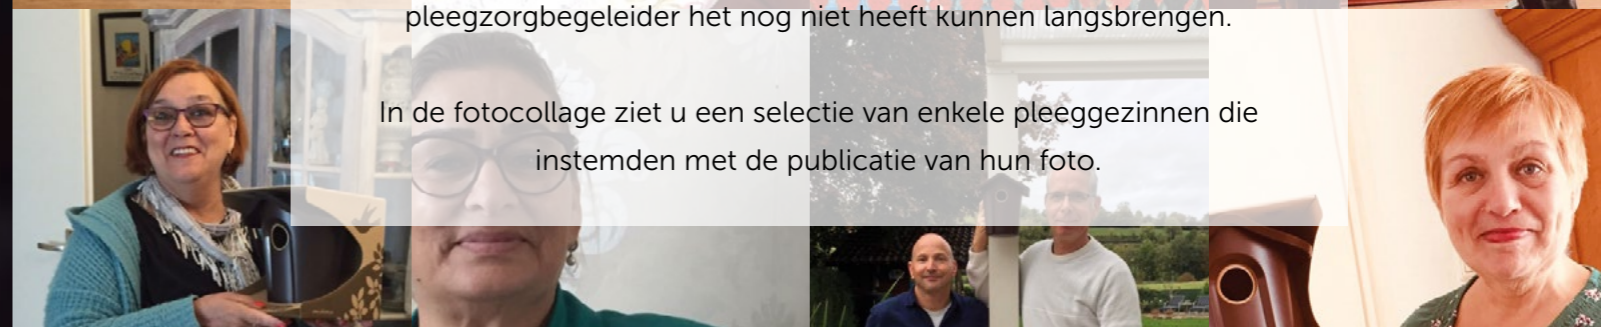 pleegzorgbegeleider het nog niet heeft kunnen langsbrengen.
In de fotocollage ziet u een selectie van enkele pleeggezinnen die
instemden met de publicatie van hun foto.